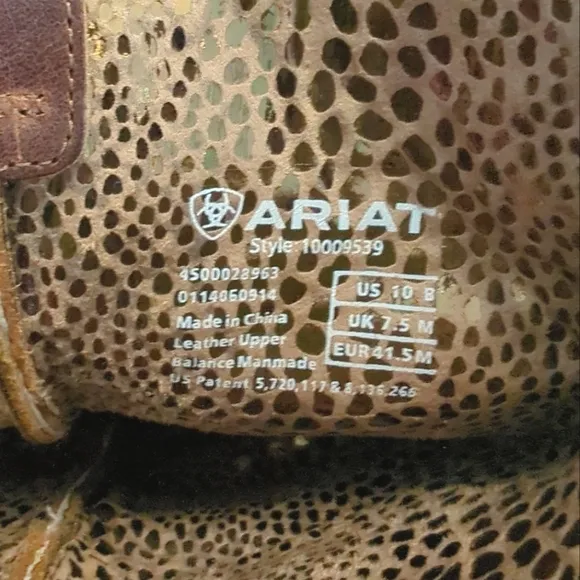 ARIAT
Style 10009539
4500028963
0114060914
Made in China
Leather Upper
Balance Manmade
US Patent 5,720,117 & 8,136,266
US 10 B
UK 7.5 M
EUR 41.5 M